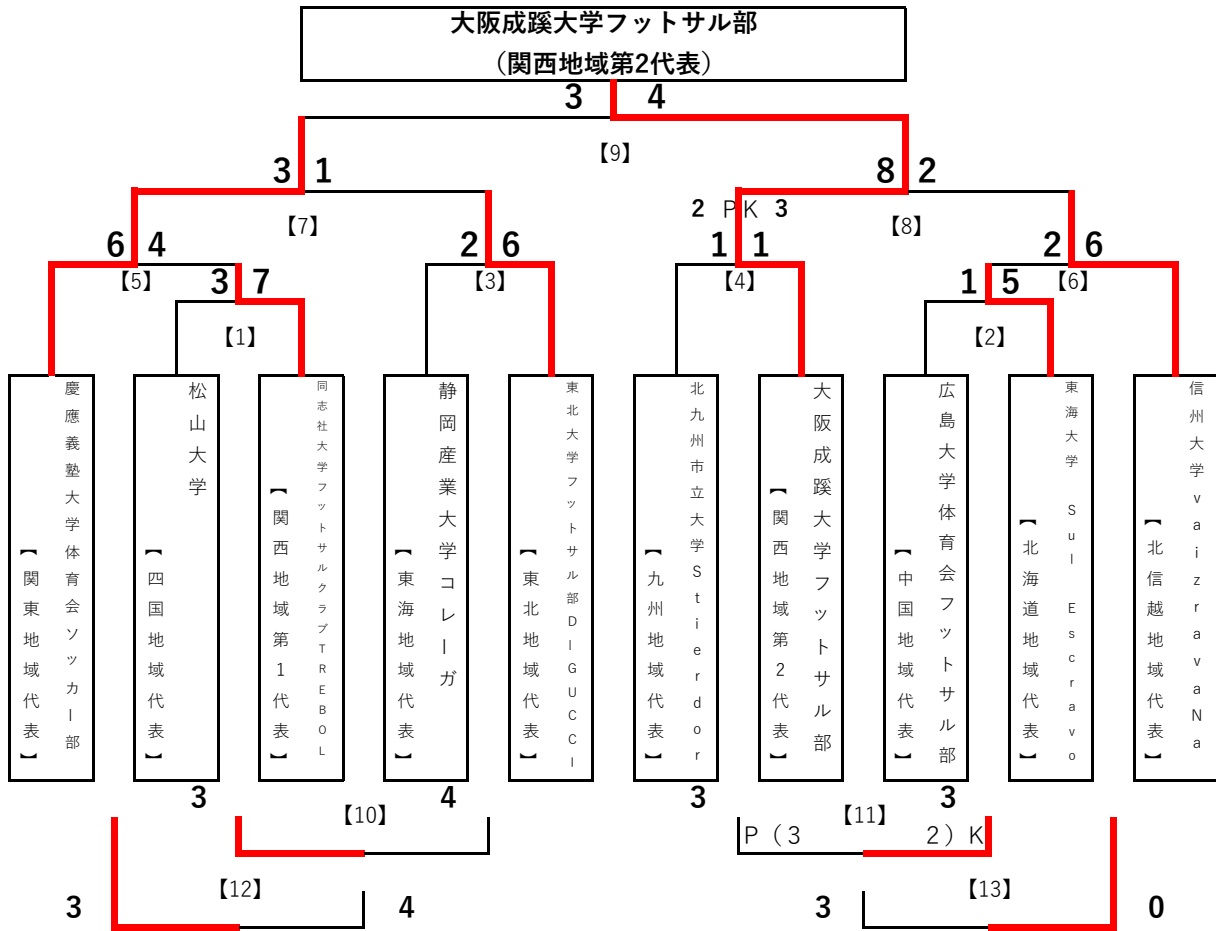 大阪成蹊大学フットサル部
（関西地域第2代表）
3 4
【9】
3 1
8 2
【7】
2 PK 3
【8】
6 4
2 6
1 1
2 6
【5】
【3】
【4】
【6】
3 7
1 5
【1】
【2】
慶應義塾大学体育会ソッカー部
【関東地域代表】
松山大学
【四国地域代表】
同志社大学フットサルクラブTREBOL
【関西地域第1代表】
静岡産業大学コレーガ
【東海地域代表】
東北大学フットサル部DIGUCCI
【東北地域代表】
北九州市立大学Stierdor
【九州地域代表】
大阪成蹊大学フットサル部
【関西地域第2代表】
広島大学体育会フットサル部
【中国地域代表】
東海大学 Sul Escravo
【北海道地域代表】
信州大学vaizravaNa
【北信越地域代表】
3 4
【10】
3 3
【11】
P（3 2）K
【12】
3 4
【13】
3 0